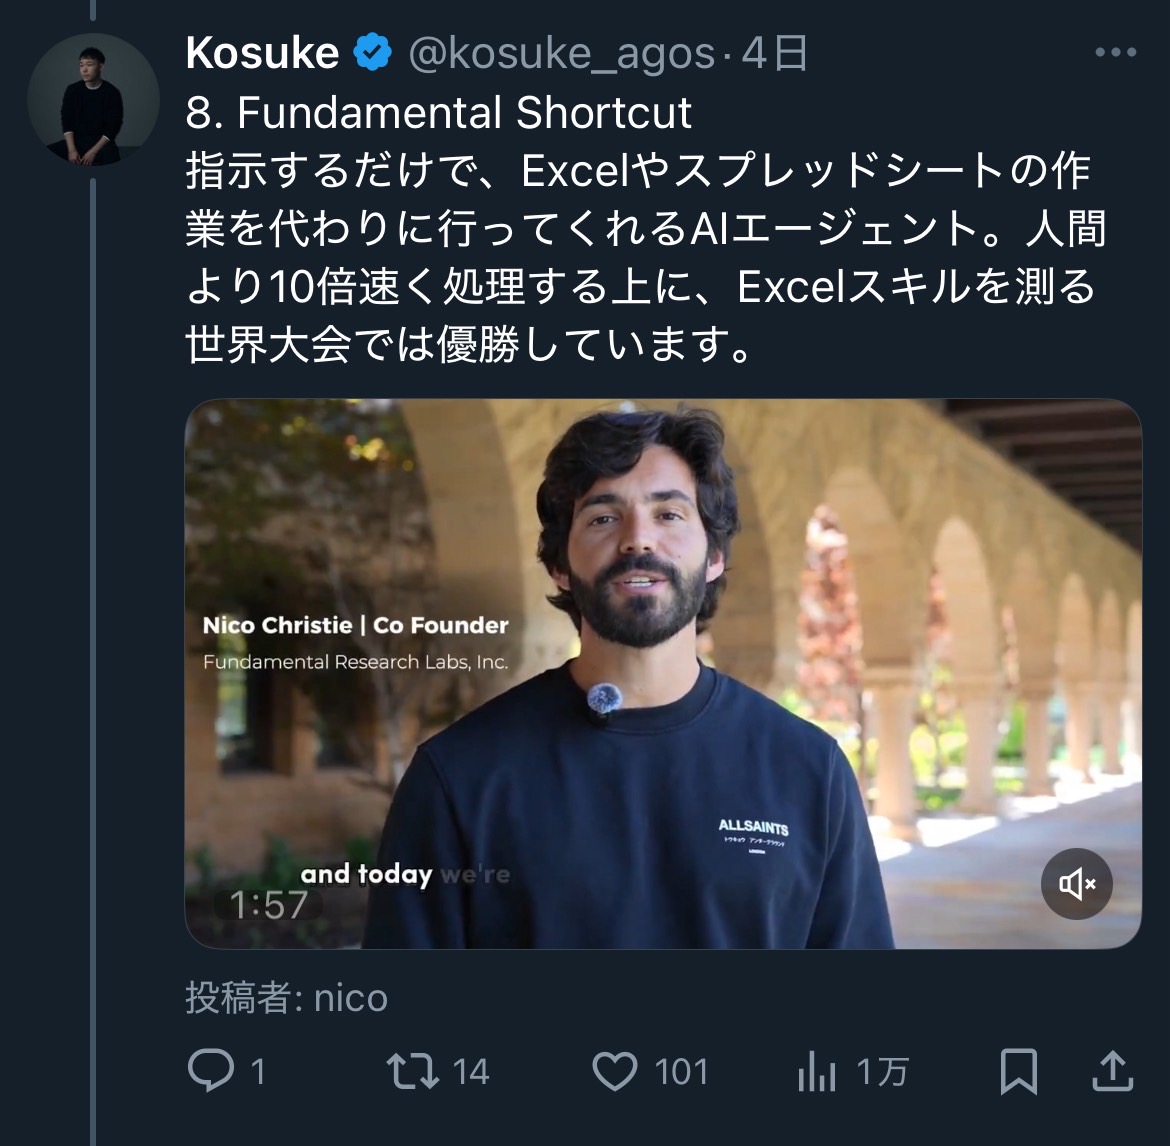 Kosuke @kosuke_agos · 4日
8. Fundamental Shortcut
指示するだけで、Excelやスプレッドシートの作
業を代わりに行ってくれるAIエージェント。人間
より10倍速く処理する上に、Excelスキルを測る
世界大会では優勝しています。
Nico Christie | Co Founder
Fundamental Research Labs, Inc.
ALLSAINTS
トウキョウ アンダーグラウンド
LONDON
and today we're
1:57
投稿者: nico
1 14 101 1万